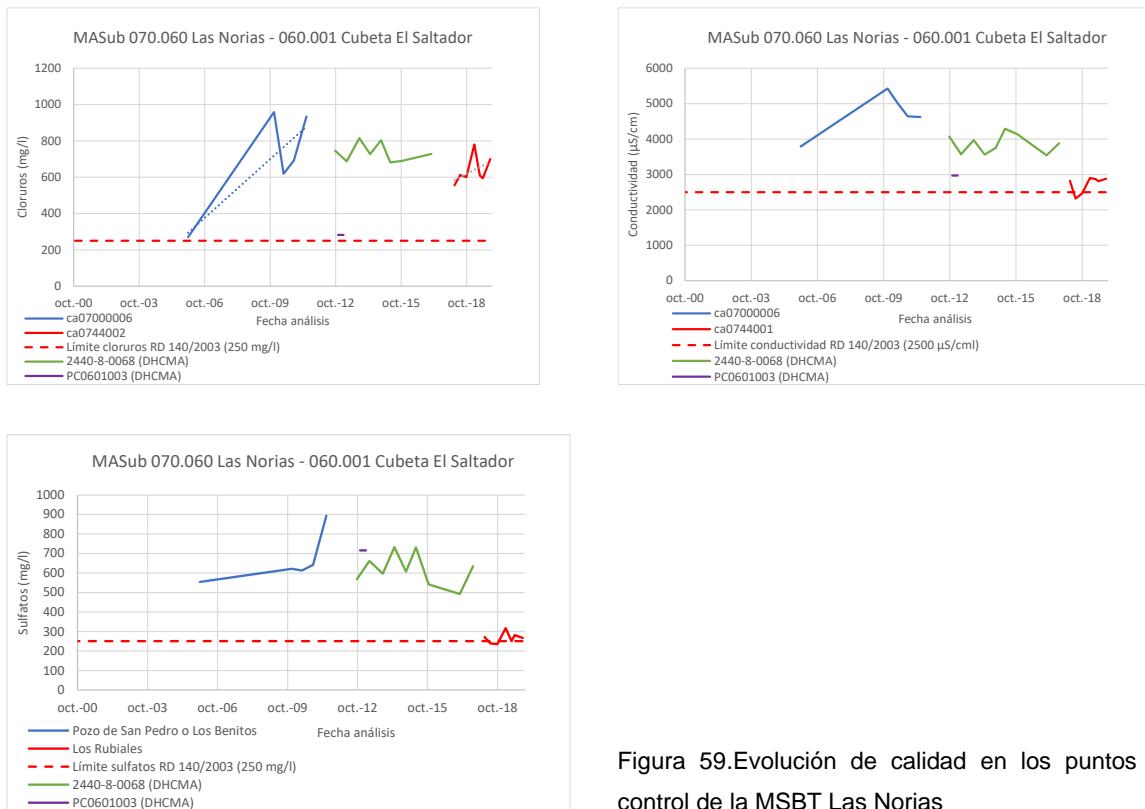 MASub 070.060 Las Norias - 060.001 Cubeta El Saltador
1200
1000
800
600
400
200
0
Cloruros (mg/l)
oct.-00 oct.-03 oct.-06 oct.-09 oct.-12 oct.-15 oct.-18
Fecha análisis
ca07000006
ca0744002
Límite cloruros RD 140/2003 (250 mg/l)
2440-8-0068 (DHCMA)
PC0601003 (DHCMA)
MASub 070.060 Las Norias - 060.001 Cubeta El Saltador
6000
5000
4000
3000
2000
1000
0
Conductividad (µS/cm)
oct.-00 oct.-03 oct.-06 oct.-09 oct.-12 oct.-15 oct.-18
Fecha análisis
ca07000006
ca0744001
Límite conductividad RD 140/2003 (2500 µS/cml)
2440-8-0068 (DHCMA)
PC0601003 (DHCMA)
MASub 070.060 Las Norias - 060.001 Cubeta El Saltador
1000
900
800
700
600
500
400
300
200
100
0
Sulfatos (mg/l)
oct.-00 oct.-03 oct.-06 oct.-09 oct.-12 oct.-15 oct.-18
Fecha análisis
Pozo de San Pedro o Los Benitos
Los Rubiales
Límite sulfatos RD 140/2003 (250 mg/l)
2440-8-0068 (DHCMA)
PC0601003 (DHCMA)
Figura 59.Evolución de calidad en los puntos
control de la MSBT Las Norias